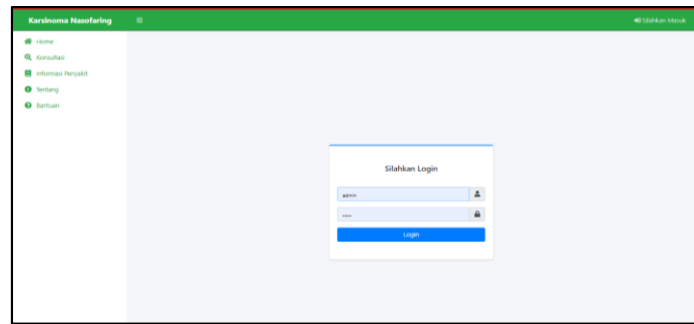 Karsinoma Nasofaring
Silahkan Masuk
Home
Konsultasi
Informasi Penyakit
Tentang
Bantuan
Silahkan Login
admin
Login